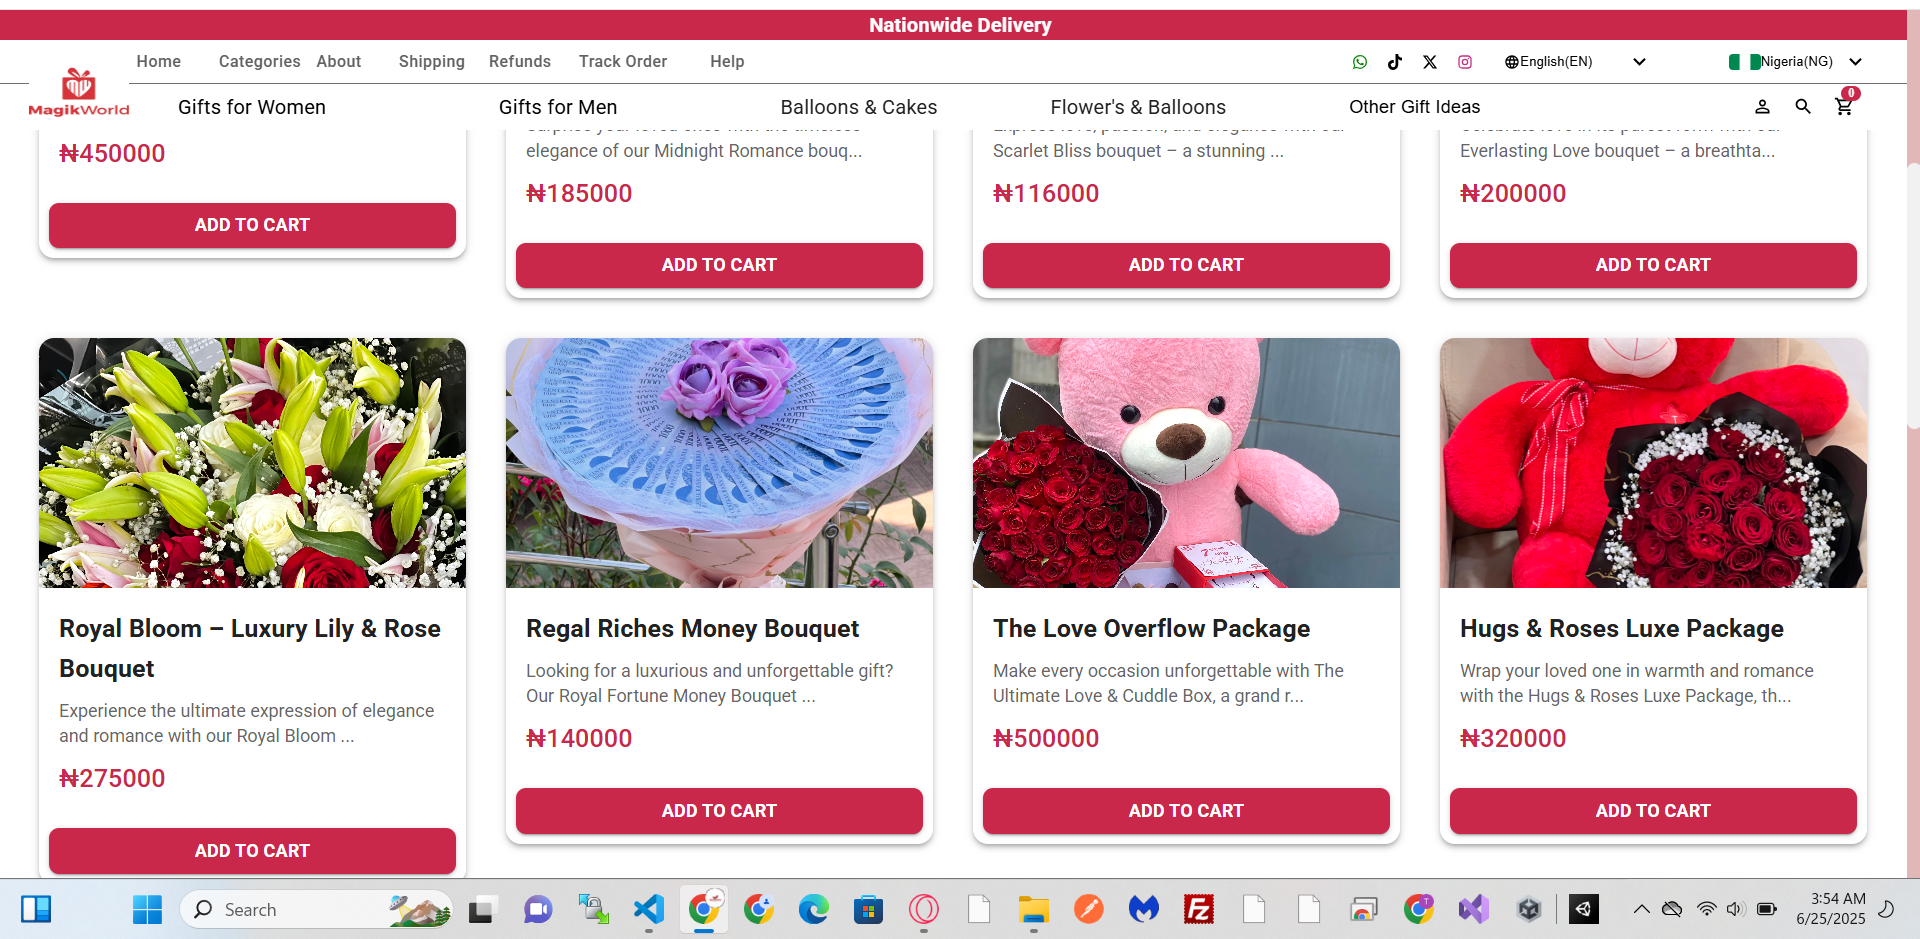 Nationwide Delivery
Home Categories About Shipping Refunds Track Order Help
English(EN) Nigeria(NG)
MagikWorld
Gifts for Women Gifts for Men Balloons & Cakes Flower's & Balloons Other Gift Ideas
0
₦450000
ADD TO CART
elegance of our Midnight Romance bouq...
₦185000
ADD TO CART
Scarlet Bliss bouquet – a stunning ...
₦116000
ADD TO CART
Everlasting Love bouquet – a breathta...
₦200000
ADD TO CART
Royal Bloom – Luxury Lily & Rose
Bouquet
Experience the ultimate expression of elegance
and romance with our Royal Bloom ...
₦275000
ADD TO CART
Regal Riches Money Bouquet
Looking for a luxurious and unforgettable gift?
Our Royal Fortune Money Bouquet ...
₦140000
ADD TO CART
The Love Overflow Package
Make every occasion unforgettable with The
Ultimate Love & Cuddle Box, a grand r...
₦500000
ADD TO CART
Hugs & Roses Luxe Package
Wrap your loved one in warmth and romance
with the Hugs & Roses Luxe Package, th...
₦320000
ADD TO CART
Search
3:54 AM
6/25/2025